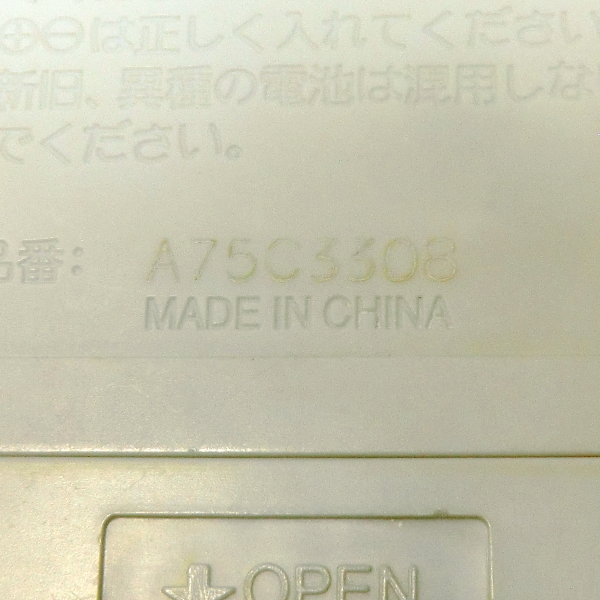 ⊕⊖は正しく入れてください
新旧、異種の電池は混用しな
でください。
品番: A75C3308
MADE IN CHINA
OPEN